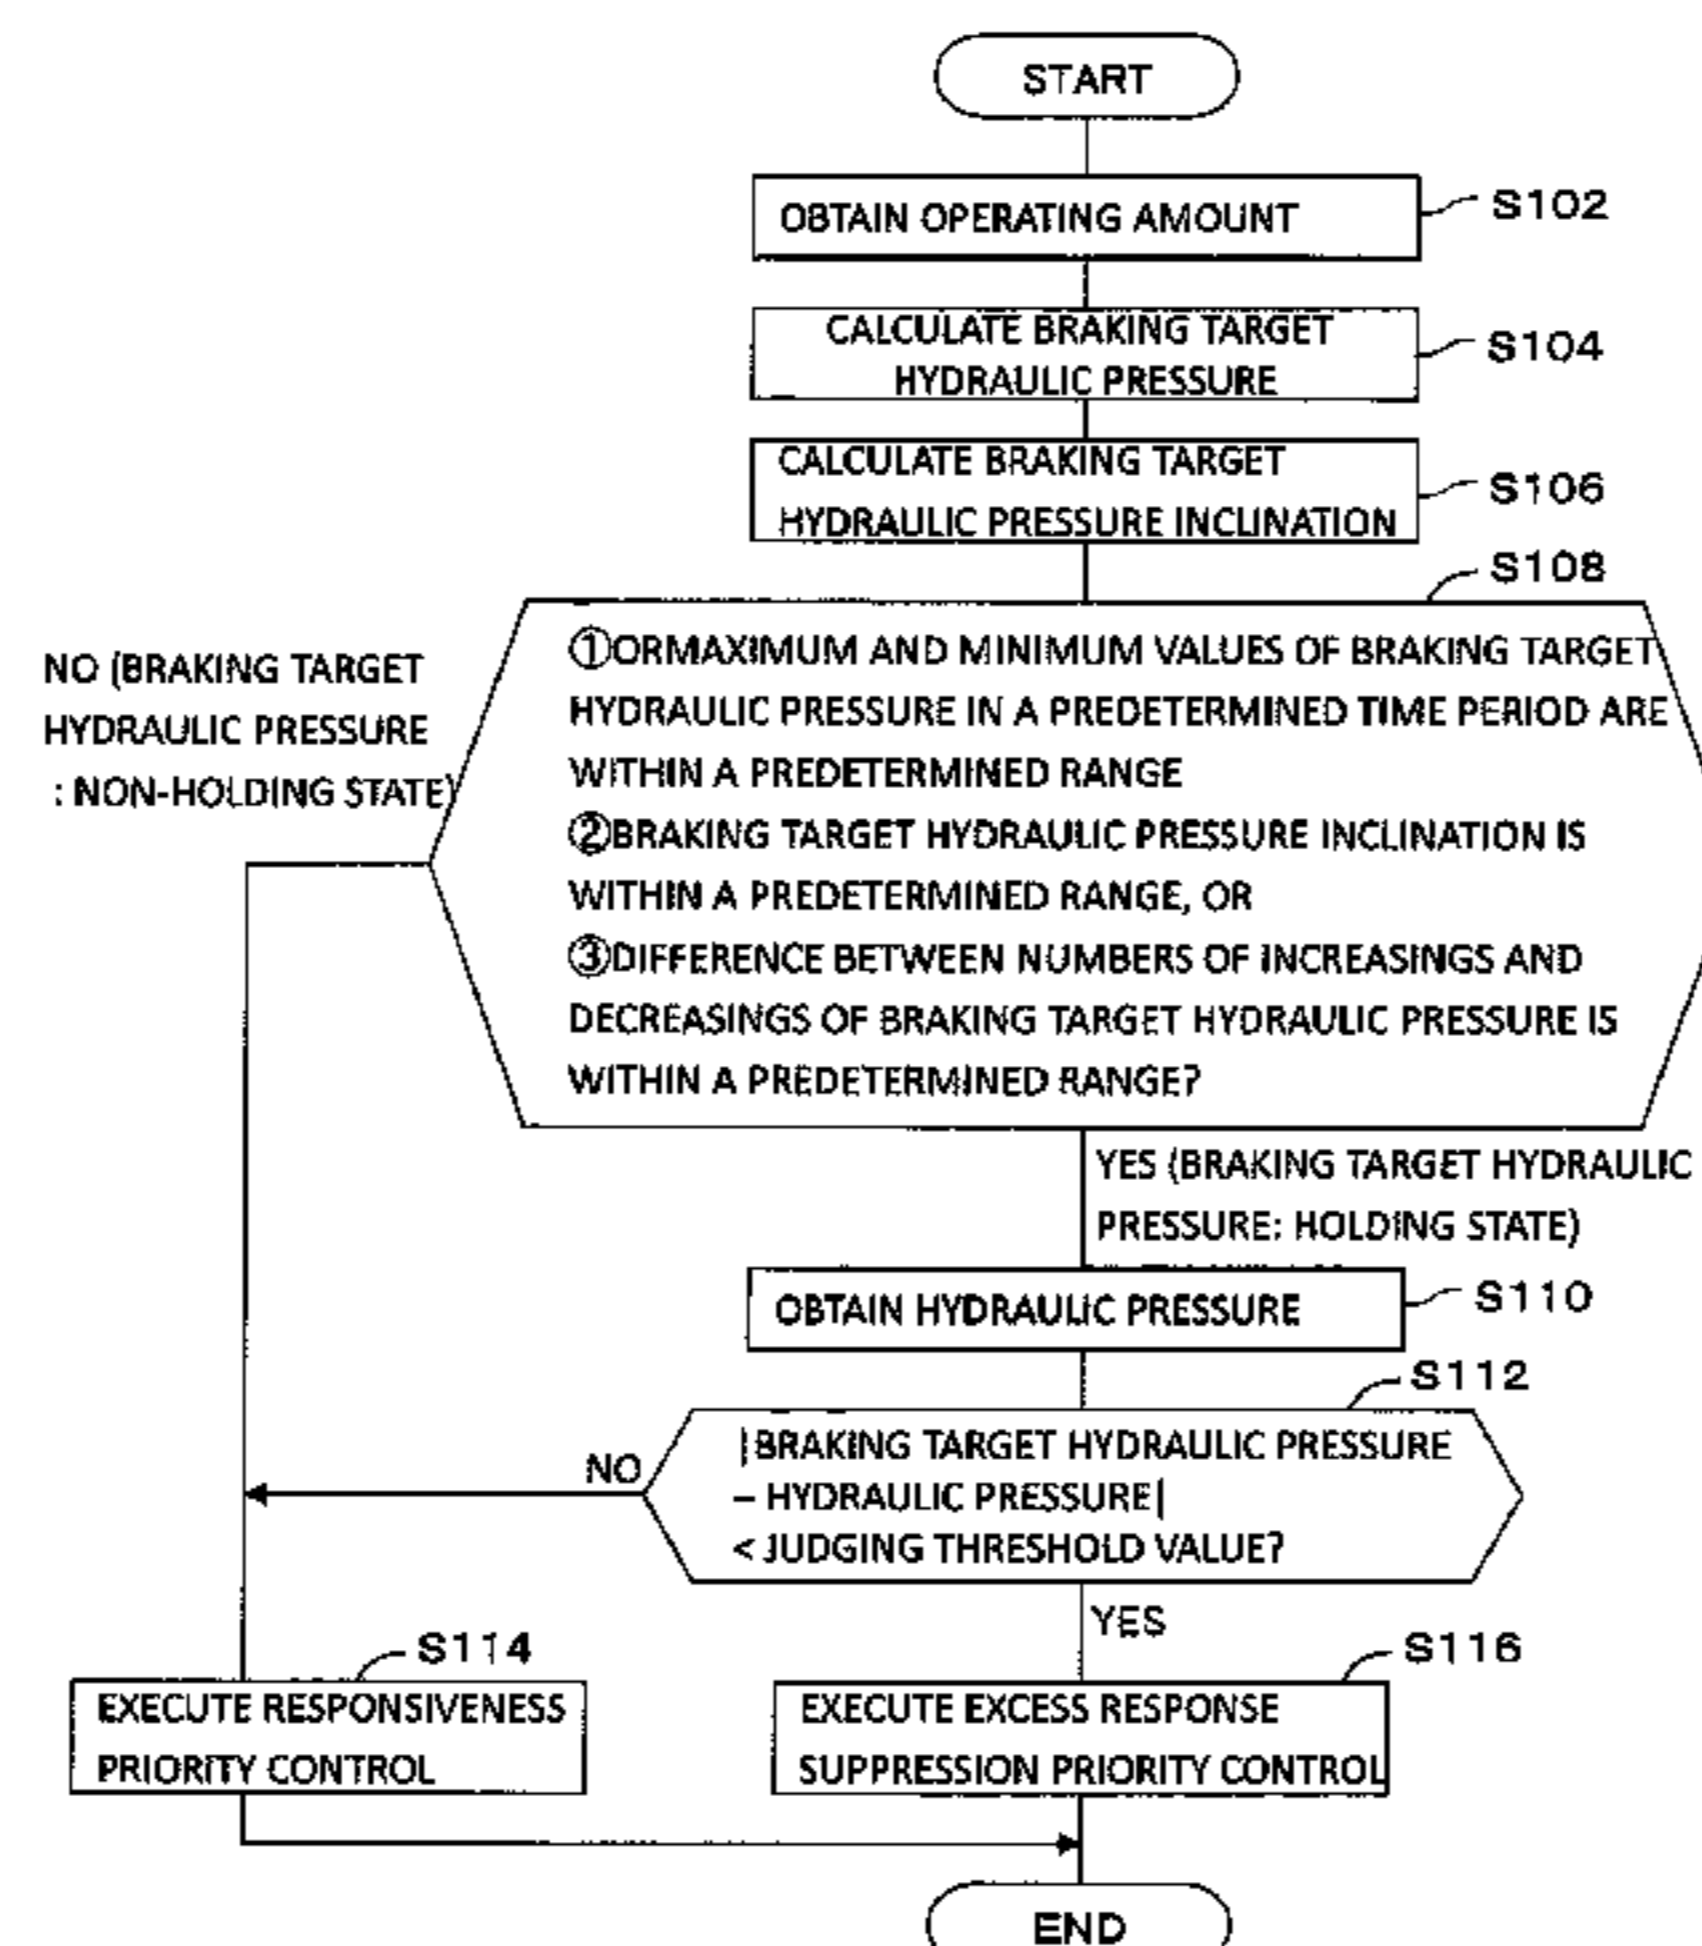 START
OBTAIN OPERATING AMOUNT
S102
CALCULATE BRAKING TARGET
HYDRAULIC PRESSURE
S104
CALCULATE BRAKING TARGET
HYDRAULIC PRESSURE INCLINATION
S106
S108
①ORMAXIMUM AND MINIMUM VALUES OF BRAKING TARGET
HYDRAULIC PRESSURE IN A PREDETERMINED TIME PERIOD ARE
WITHIN A PREDETERMINED RANGE
②BRAKING TARGET HYDRAULIC PRESSURE INCLINATION IS
WITHIN A PREDETERMINED RANGE, OR
③DIFFERENCE BETWEEN NUMBERS OF INCREASINGS AND
DECREASINGS OF BRAKING TARGET HYDRAULIC PRESSURE IS
WITHIN A PREDETERMINED RANGE?
NO (BRAKING TARGET
HYDRAULIC PRESSURE
: NON-HOLDING STATE)
YES (BRAKING TARGET HYDRAULIC
PRESSURE: HOLDING STATE)
OBTAIN HYDRAULIC PRESSURE
S110
S112
|BRAKING TARGET HYDRAULIC PRESSURE
– HYDRAULIC PRESSURE|
< JUDGING THRESHOLD VALUE?
NO
YES
S114
EXECUTE RESPONSIVENESS
PRIORITY CONTROL
S116
EXECUTE EXCESS RESPONSE
SUPPRESSION PRIORITY CONTROL
END